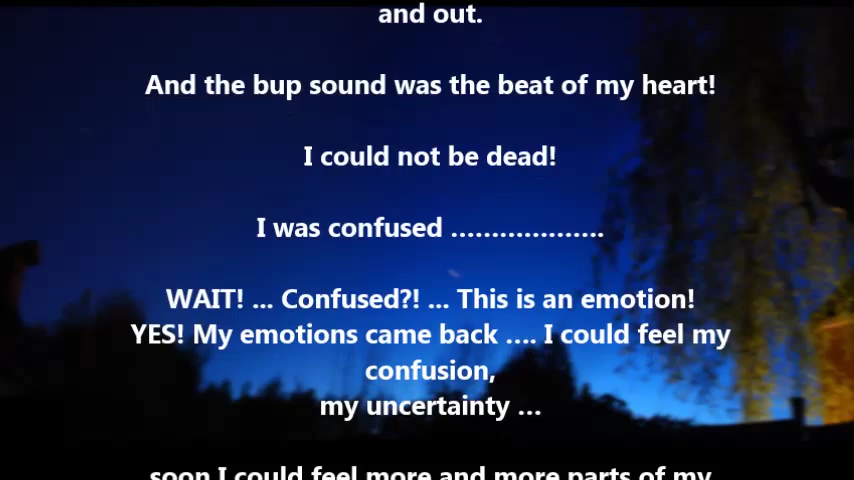 and out.
And the bup sound was the beat of my heart!
I could not be dead!
I was confused ...................
WAIT! ... Confused?! ... This is an emotion!
YES! My emotions came back .... I could feel my
confusion,
my uncertainty ...
soon I could feel more and more parts of my